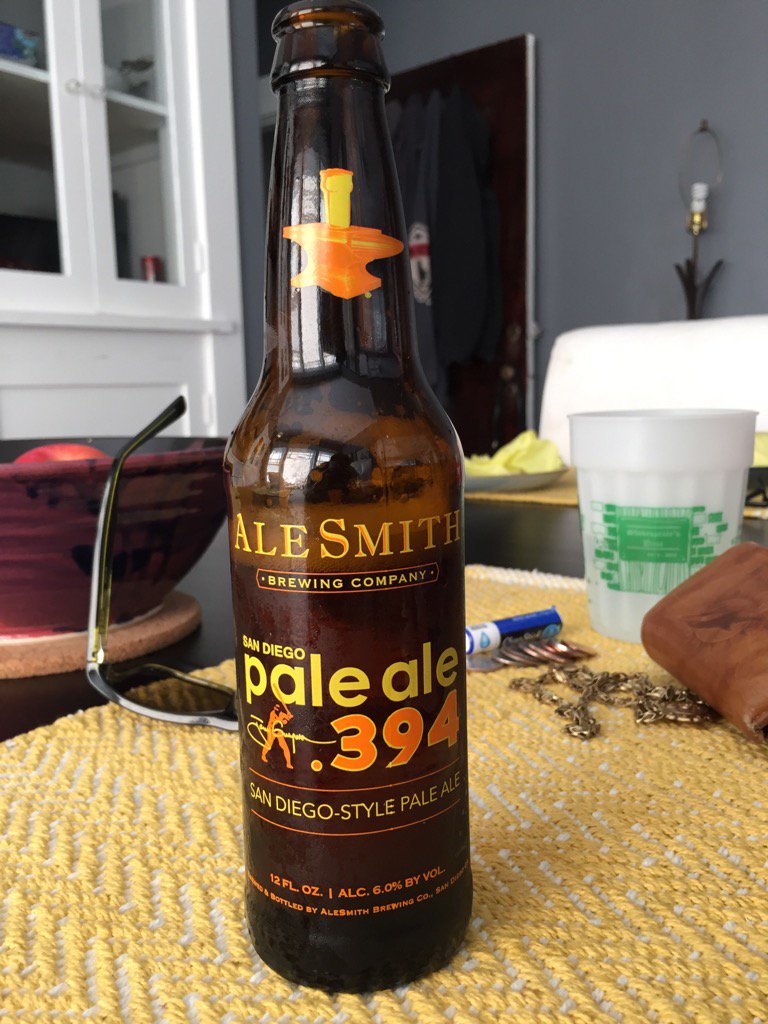 ALESMITH
• BREWING COMPANY •
SAN DIEGO
pale ale
.394
SAN DIEGO-STYLE PALE ALE
12 FL. OZ. | ALC. 6.0% BY VOL.
& BOTTLED BY ALESMITH BREWING CO., SAN DIEGO